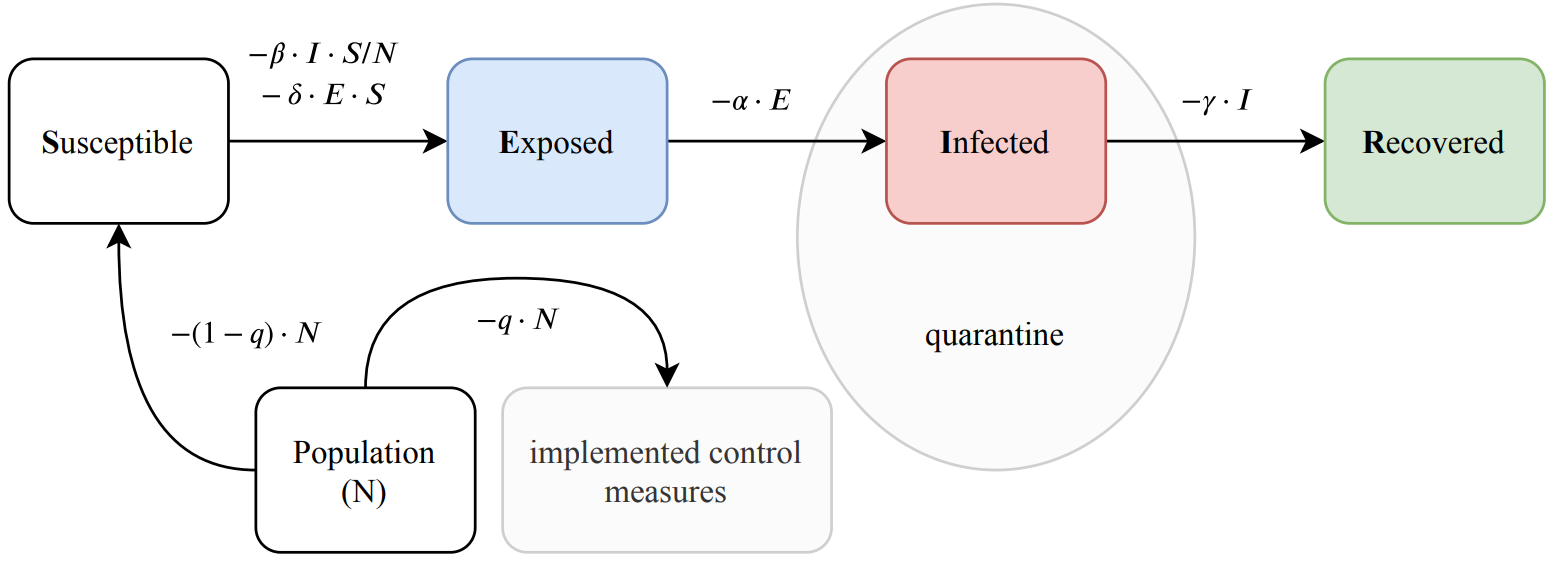 −β · I · S/N
− δ · E · S
−α · E
−γ · I
Susceptible
Exposed
Infected
Recovered
−(1 − q) · N
−q · N
quarantine
Population
(N)
implemented control
measures